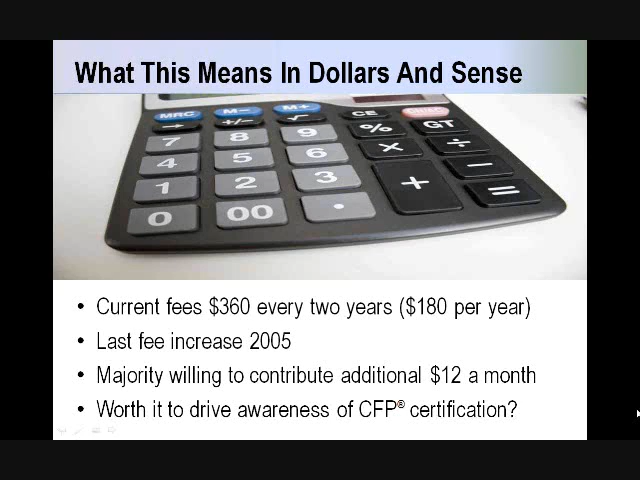 What This Means In Dollars And Sense
MRC M− M+ CE GT
→ +/− √ % ÷
7 8 9 × −
4 5 6 + =
1 2 3
0 00 .
• Current fees $360 every two years ($180 per year)
• Last fee increase 2005
• Majority willing to contribute additional $12 a month
• Worth it to drive awareness of CFP® certification?